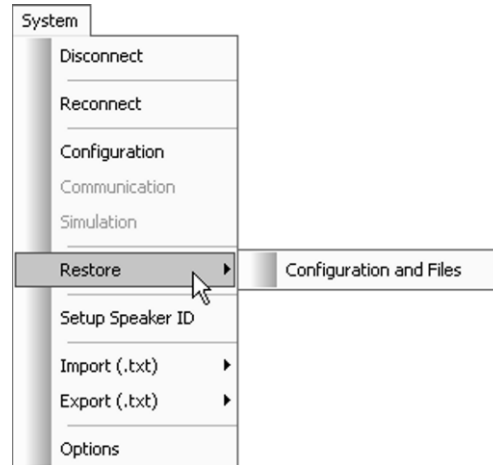 System
Disconnect
Reconnect
Configuration
Communication
Simulation
Restore
Configuration and Files
Setup Speaker ID
Import (.txt)
Export (.txt)
Options